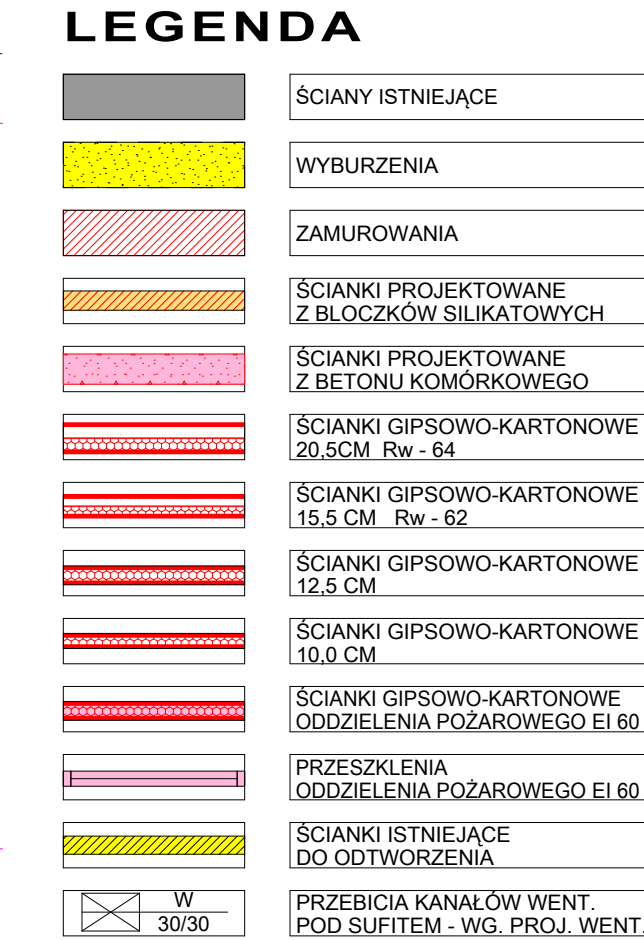 LEGENDA
ŚCIANY ISTNIEJĄCE
WYBURZENIA
ZAMUROWANIA
ŚCIANKI PROJEKTOWANE
Z BLOCZKÓW SILIKATOWYCH
ŚCIANKI PROJEKTOWANE
Z BETONU KOMÓRKOWEGO
ŚCIANKI GIPSOWO-KARTONOWE
20,5CM Rw - 64
ŚCIANKI GIPSOWO-KARTONOWE
15,5 CM Rw - 62
ŚCIANKI GIPSOWO-KARTONOWE
12,5 CM
ŚCIANKI GIPSOWO-KARTONOWE
10,0 CM
ŚCIANKI GIPSOWO-KARTONOWE
ODDZIELENIA POŻAROWEGO EI 60
PRZESZKLENIA
ODDZIELENIA POŻAROWEGO EI 60
ŚCIANKI ISTNIEJĄCE
DO ODTWORZENIA
W
30/30
PRZEBICIA KANAŁÓW WENT.
POD SUFITEM - WG. PROJ. WENT.